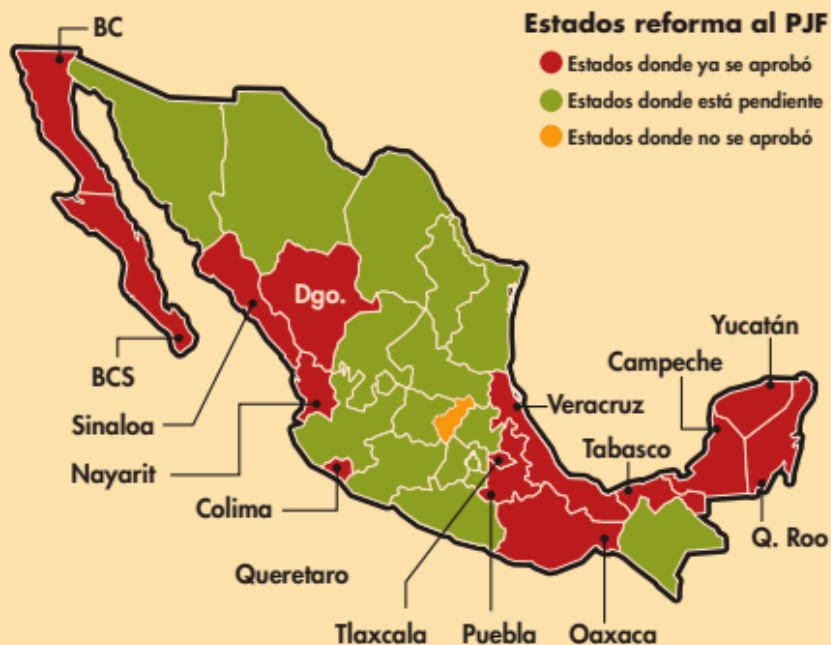 Estados reforma al PJF
Estados donde ya se aprobó
Estados donde está pendiente
Estados donde no se aprobó
BC
Dgo.
BCS
Sinaloa
Nayarit
Colima
Queretaro
Tlaxcala
Puebla
Oaxaca
Veracruz
Tabasco
Campeche
Yucatán
Q. Roo